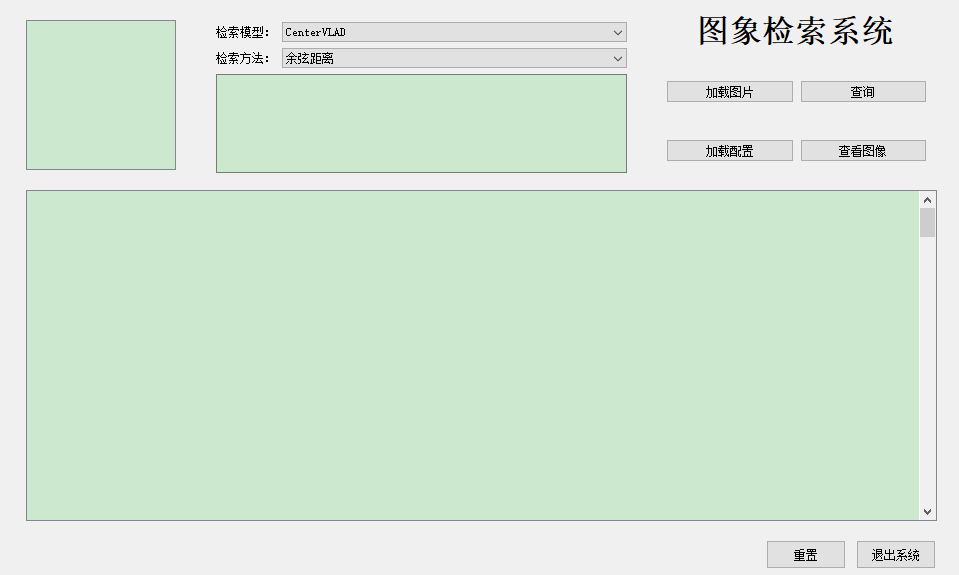 检索模型： CenterVLAD
图象检索系统
检索方法： 余弦距离
加载图片 查询
加载配置 查看图像
重置 退出系统